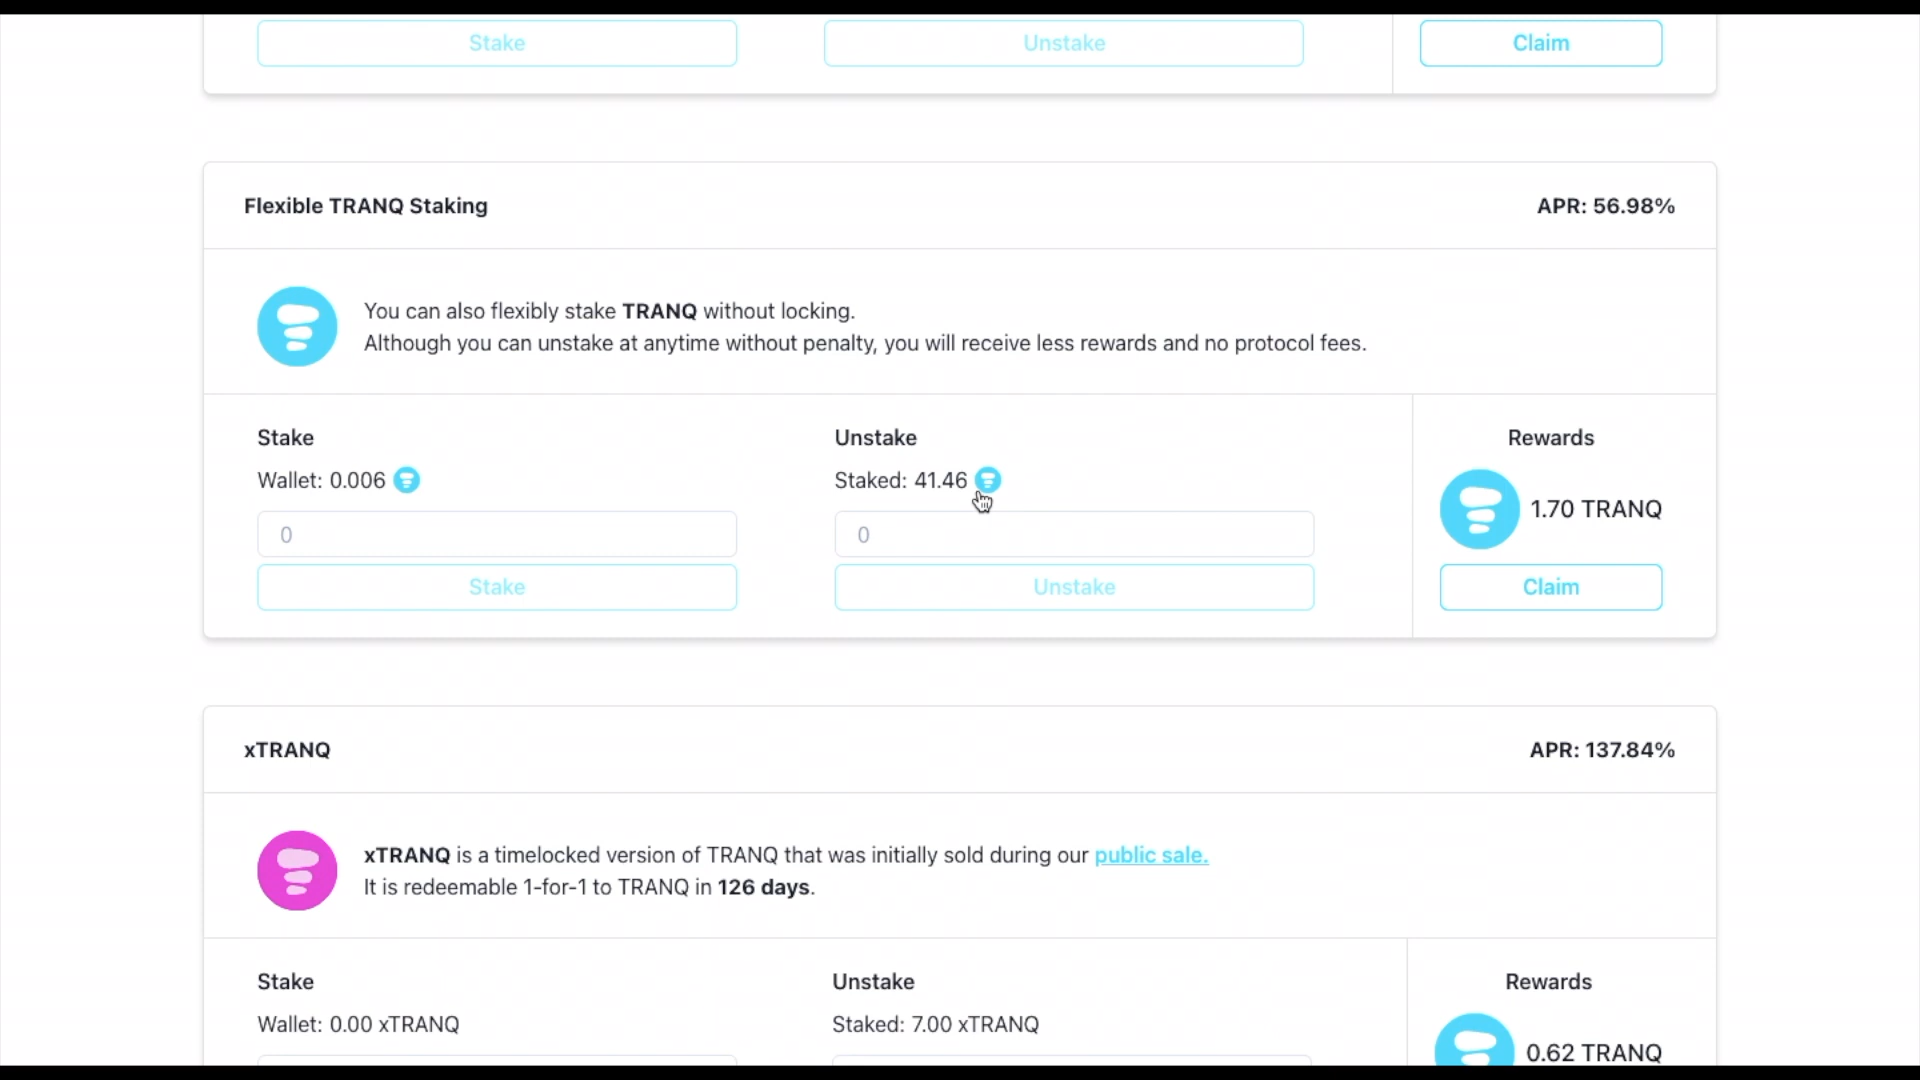 Stake
Unstake
Claim
Flexible TRANQ Staking
APR: 56.98%
You can also flexibly stake TRANQ without locking.
Although you can unstake at anytime without penalty, you will receive less rewards and no protocol fees.
Stake
Unstake
Rewards
Wallet: 0.006
Staked: 41.46
1.70 TRANQ
0
0
Stake
Unstake
Claim
xTRANQ
APR: 137.84%
xTRANQ is a timelocked version of TRANQ that was initially sold during our public sale.
It is redeemable 1-for-1 to TRANQ in 126 days.
Stake
Unstake
Rewards
Wallet: 0.00 xTRANQ
Staked: 7.00 xTRANQ
0.62 TRANQ